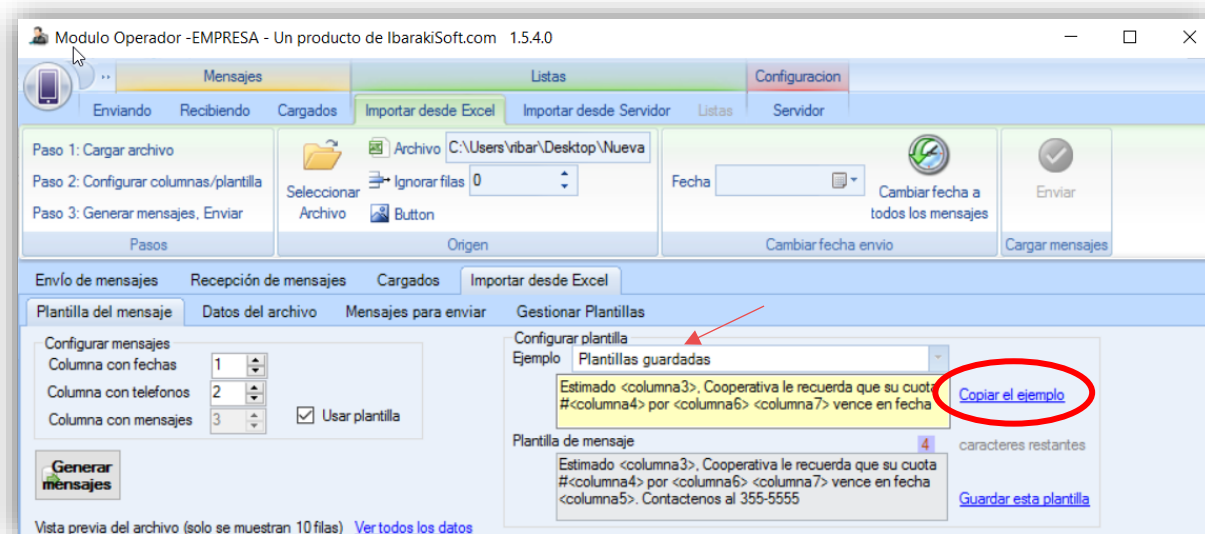 Modulo Operador -EMPRESA - Un producto de IbarakiSoft.com 1.5.4.0
Mensajes Listas Configuracion
Enviando Recibiendo Cargados Importar desde Excel Importar desde Servidor Listas Servidor
Paso 1: Cargar archivo
Paso 2: Configurar columnas/plantilla
Paso 3: Generar mensajes, Enviar
Pasos
Seleccionar
Archivo
Archivo C:\Users\ribar\Desktop\Nueva
Ignorar filas 0
Button
Origen
Fecha
Cambiar fecha a
todos los mensajes
Cambiar fecha envio
Enviar
Cargar mensajes
Envío de mensajes Recepción de mensajes Cargados Importar desde Excel
Plantilla del mensaje Datos del archivo Mensajes para enviar Gestionar Plantillas
Configurar mensajes
Columna con fechas 1
Columna con telefonos 2
Columna con mensajes 3
Usar plantilla
Generar
mensajes
Configurar plantilla
Ejemplo Plantillas guardadas
Estimado <columna3>, Cooperativa le recuerda que su cuota
#<columna4> por <columna6> <columna7> vence en fecha
Copiar el ejemplo
Plantilla de mensaje 4 caracteres restantes
Estimado <columna3>, Cooperativa le recuerda que su cuota
#<columna4> por <columna6> <columna7> vence en fecha
<columna5>. Contactenos al 355-5555
Guardar esta plantilla
Vista previa del archivo (solo se muestran 10 filas) Ver todos los datos